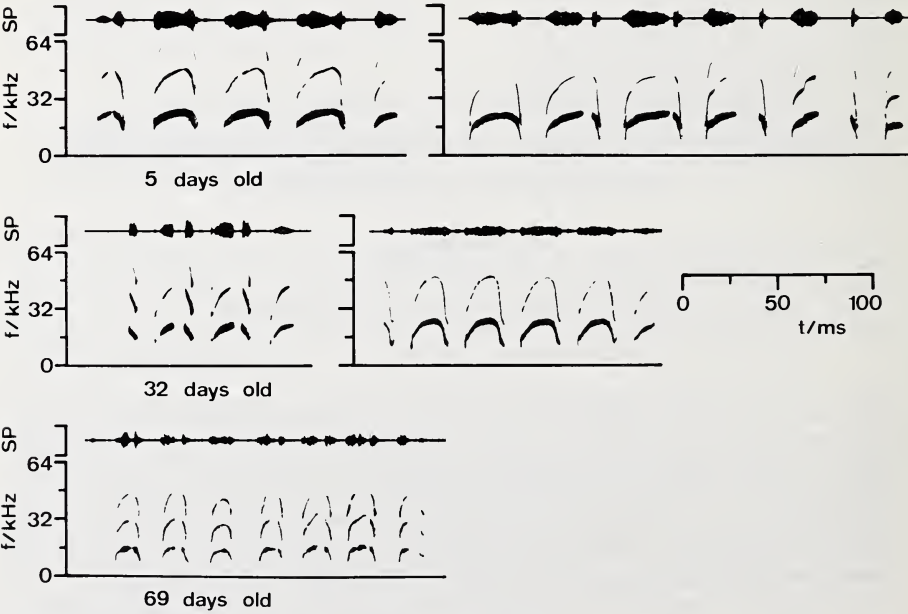 SP
64
f/kHz
32
0
5 days old
SP
64
f/kHz
32
0
32 days old
0 50 100
t/ms
SP
64
f/kHz
32
0
69 days old